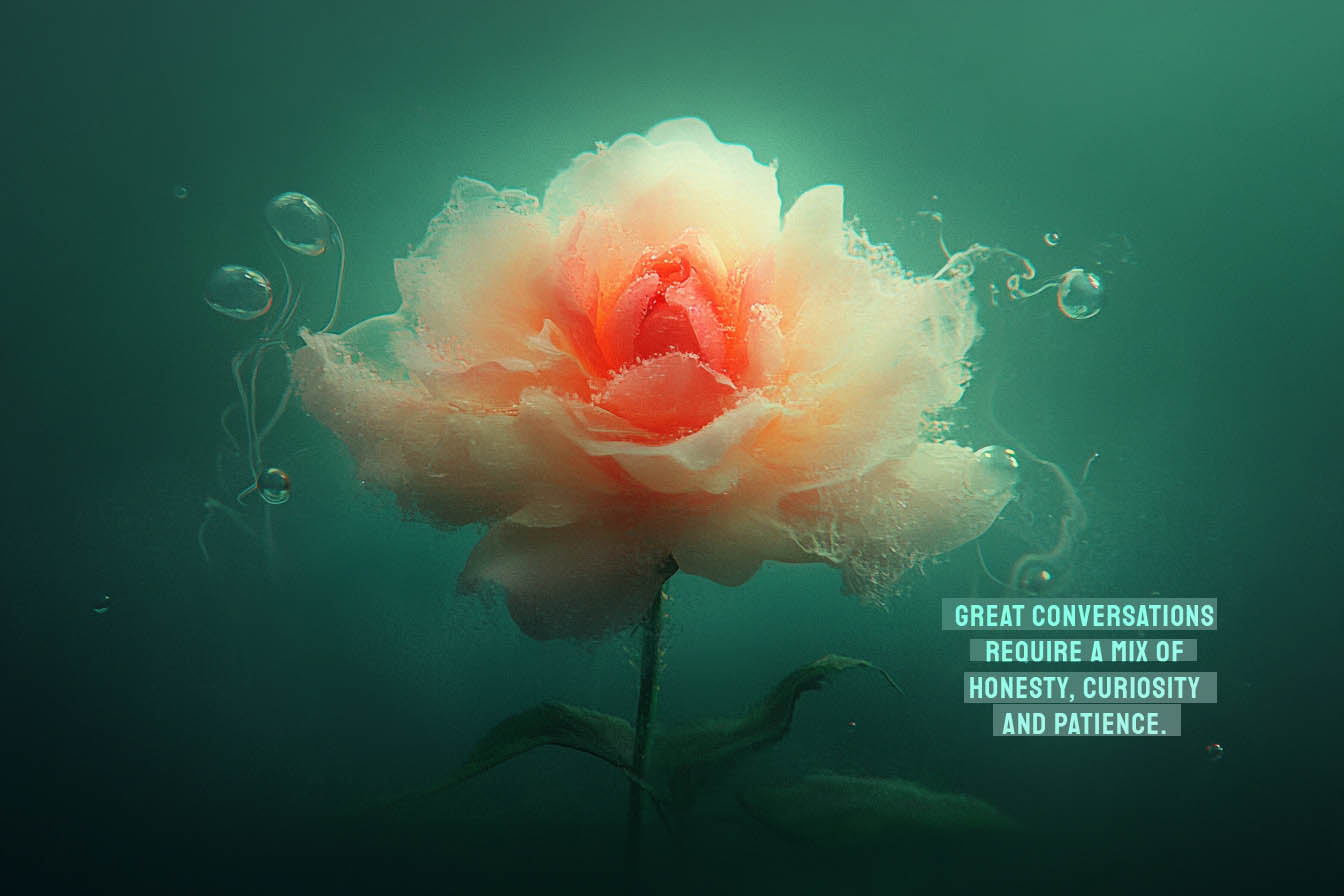 GREAT CONVERSATIONS
REQUIRE A MIX OF
HONESTY, CURIOSITY
AND PATIENCE.